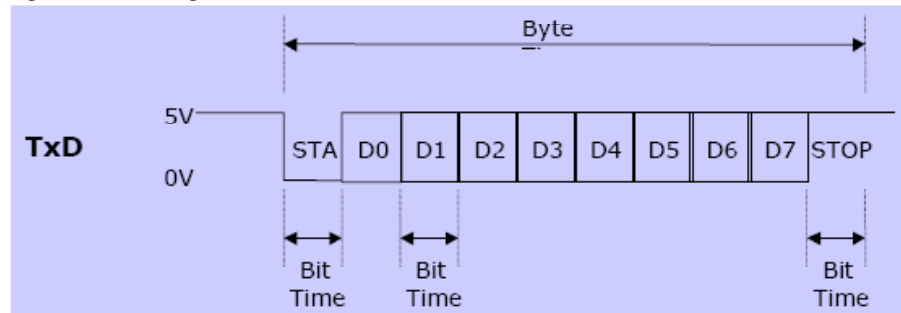 Byte
5V
TxD
STA D0 D1 D2 D3 D4 D5 D6 D7 STOP
0V
Bit Bit Bit
Time Time Time